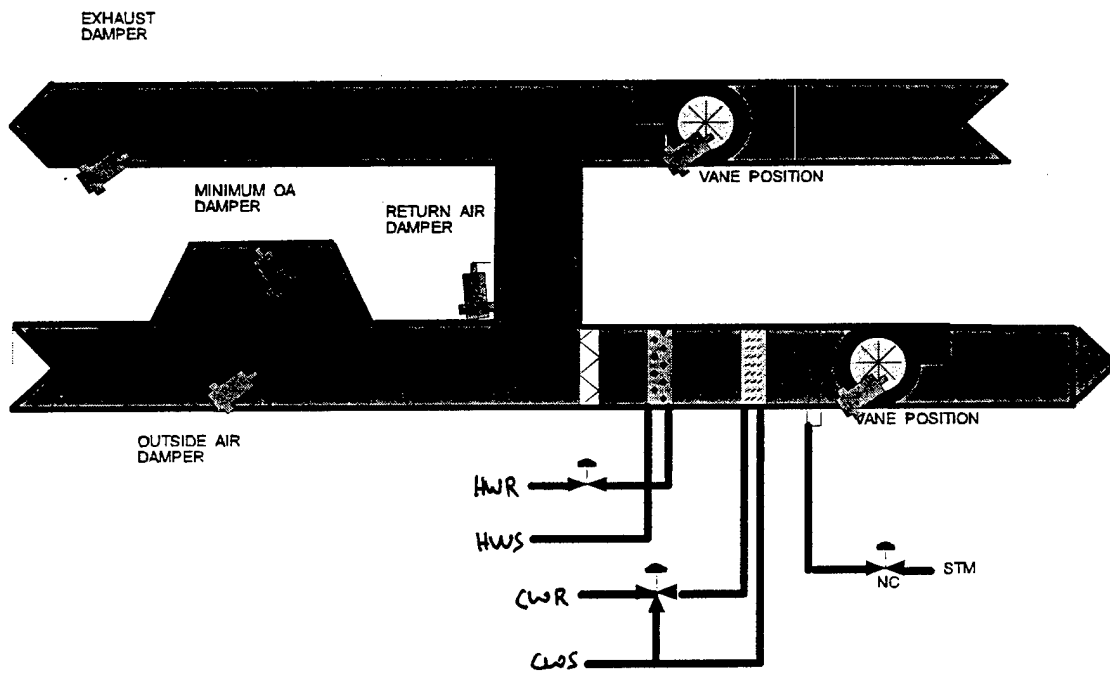 EXHAUST
DAMPER
VANE POSITION
MINIMUM OA
DAMPER
RETURN AIR
DAMPER
OUTSIDE AIR
DAMPER
VANE POSITION
HWR
HWS
STM
NC
CWR
CWS